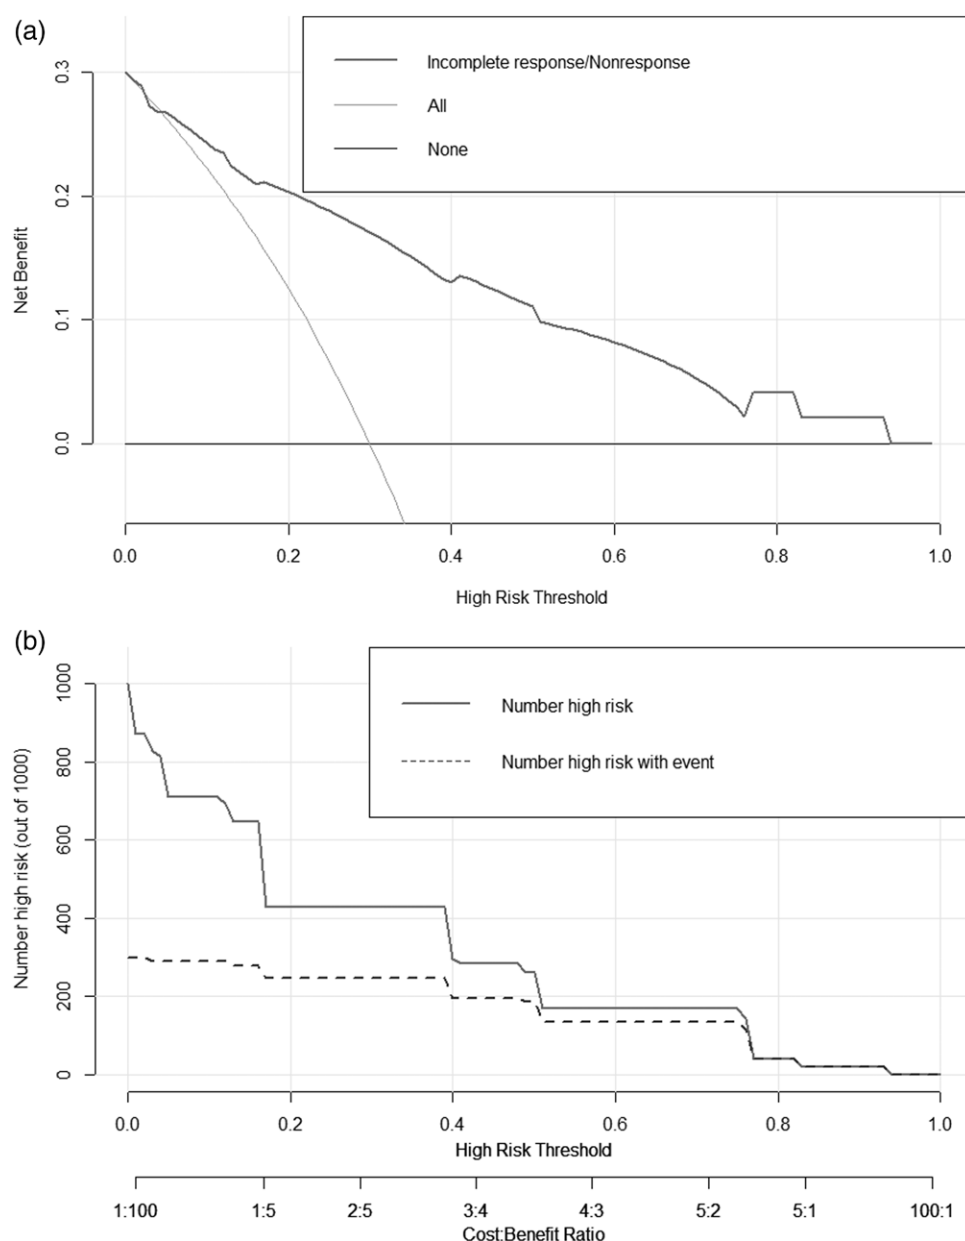 (a)
Incomplete response/Nonresponse
All
None
Net Benefit
0.3
0.2
0.1
0.0
0.0 0.2 0.4 0.6 0.8 1.0
High Risk Threshold
(b)
Number high risk
Number high risk with event
Number high risk (out of 1000)
1000
800
600
400
200
0
0.0 0.2 0.4 0.6 0.8 1.0
High Risk Threshold
1:100 1:5 2:5 3:4 4:3 5:2 5:1 100:1
Cost:Benefit Ratio